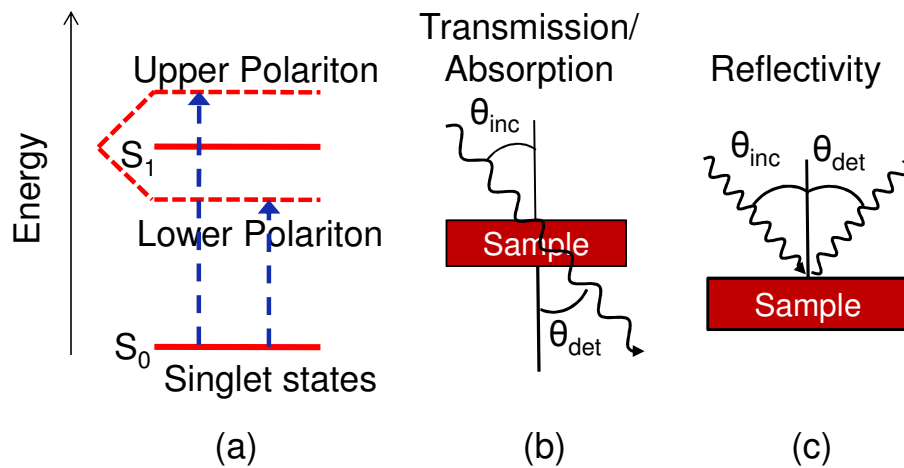 Energy
Upper Polariton
S₁
Lower Polariton
S₀
Singlet states
(a)
Transmission/
Absorption
θinc
Sample
θdet
(b)
Reflectivity
θinc
θdet
Sample
(c)